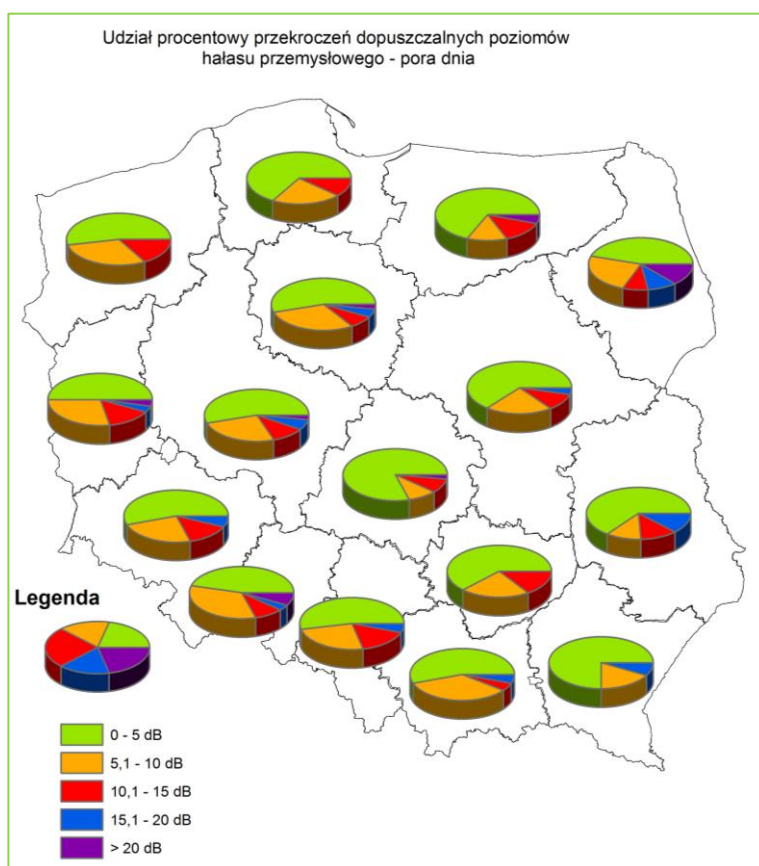 Udział procentowy przekroczeń dopuszczalnych poziomów
hałasu przemysłowego - pora dnia
Legenda
0 - 5 dB
5,1 - 10 dB
10,1 - 15 dB
15,1 - 20 dB
> 20 dB